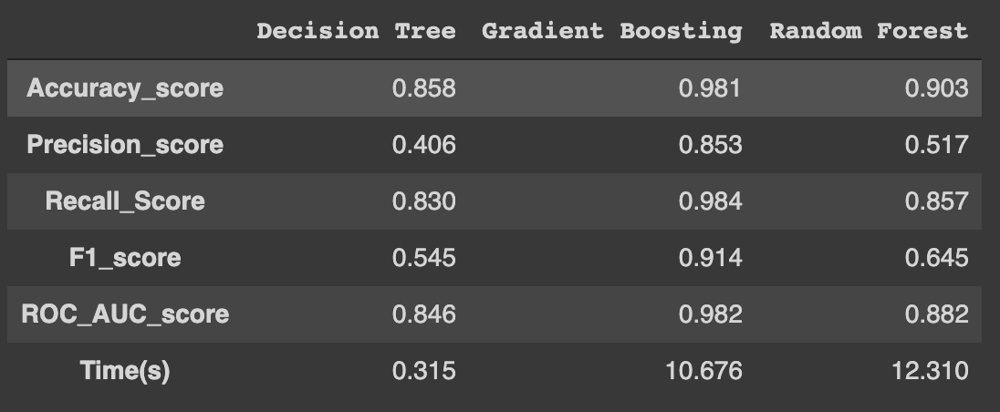 Decision Tree Gradient Boosting Random Forest
Accuracy_score 0.858 0.981 0.903
Precision_score 0.406 0.853 0.517
Recall_Score 0.830 0.984 0.857
F1_score 0.545 0.914 0.645
ROC_AUC_score 0.846 0.982 0.882
Time(s) 0.315 10.676 12.310